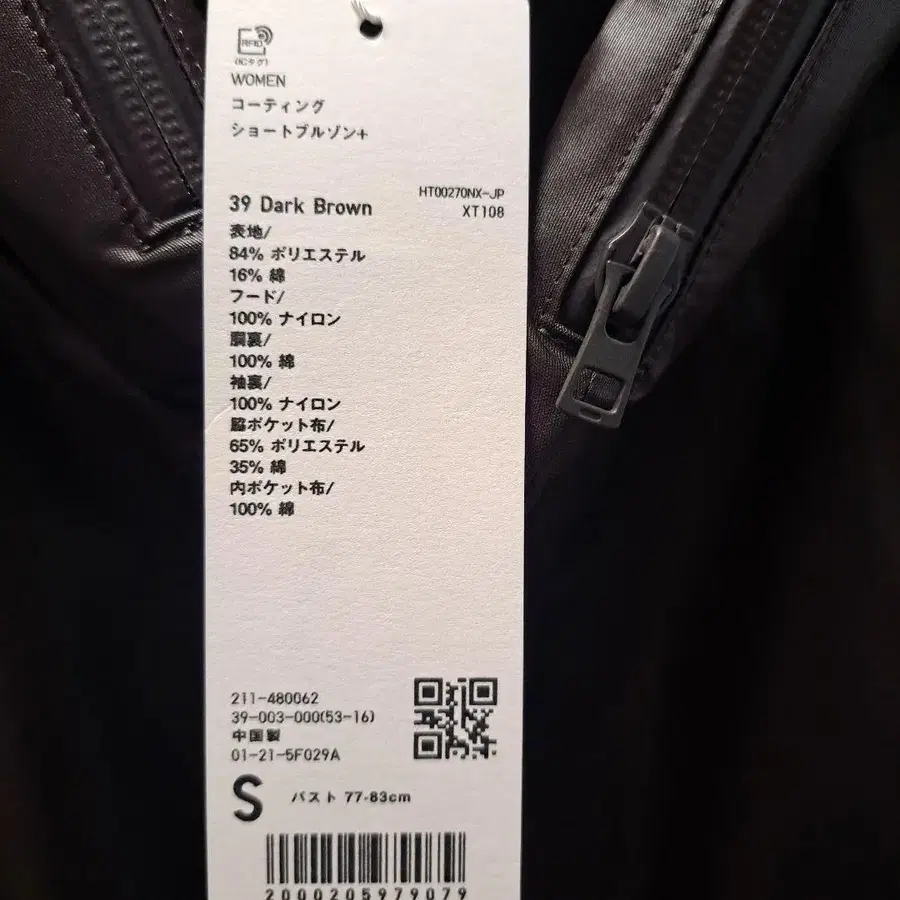 RFID
(ICタグ)
WOMEN
コーティング
ショートブルゾン+
HT00270NX-JP
39 Dark Brown
XT108
表地/
84% ポリエステル
16% 綿
フード/
100% ナイロン
胴裏/
100% 綿
袖裏/
100% ナイロン
脇ポケット布/
65% ポリエステル
35% 綿
内ポケット布/
100% 綿
211-480062
39-003-000(53-16)
中国製
01-21-5F029A
S バスト 77-83cm
2000205979079